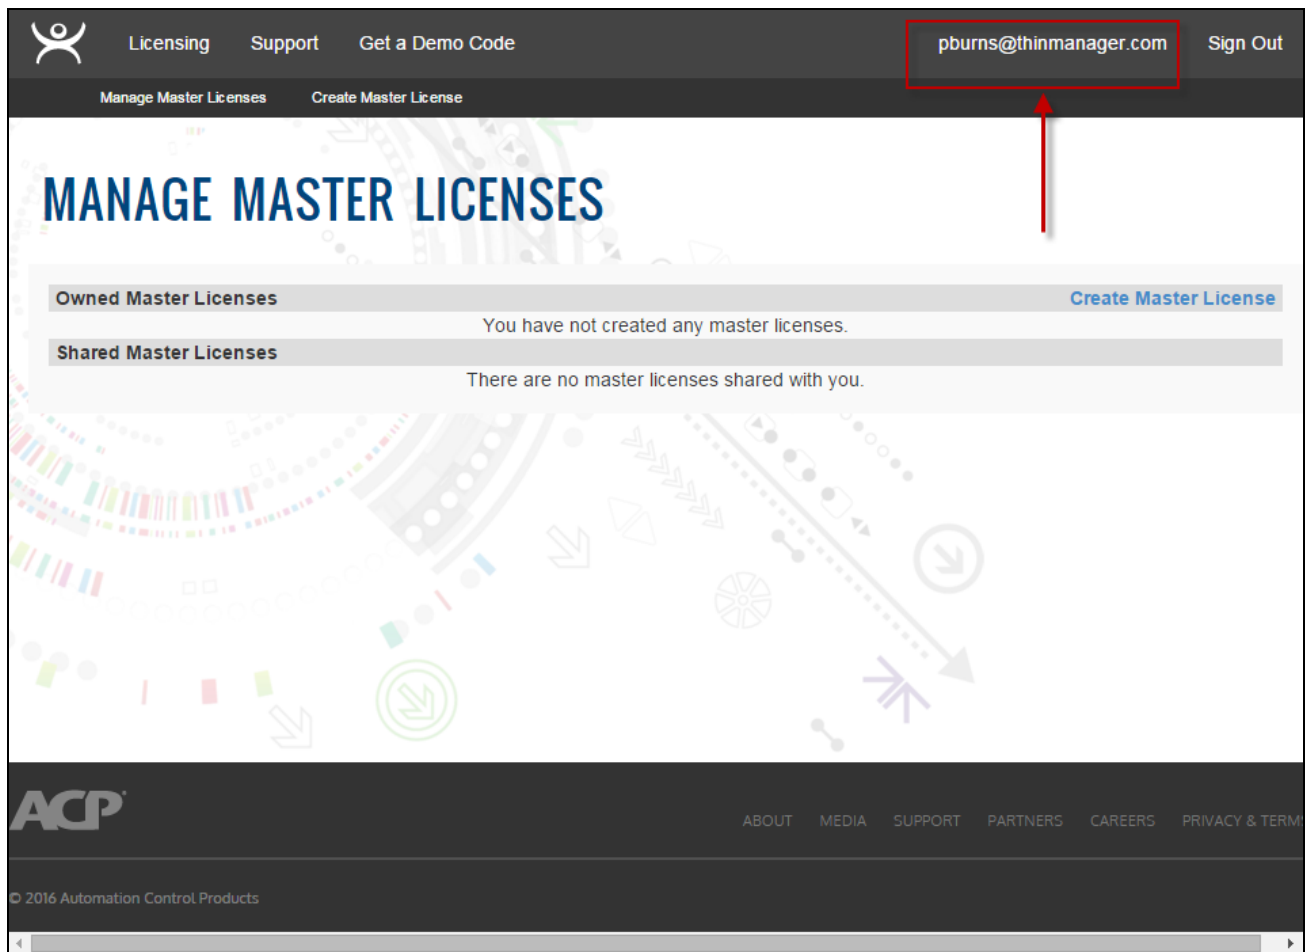 Licensing Support Get a Demo Code pburns@thinmanager.com Sign Out
Manage Master Licenses Create Master License
MANAGE MASTER LICENSES
Owned Master Licenses Create Master License
You have not created any master licenses.
Shared Master Licenses
There are no master licenses shared with you.
ACP
ABOUT MEDIA SUPPORT PARTNERS CAREERS PRIVACY & TERMS
© 2016 Automation Control Products